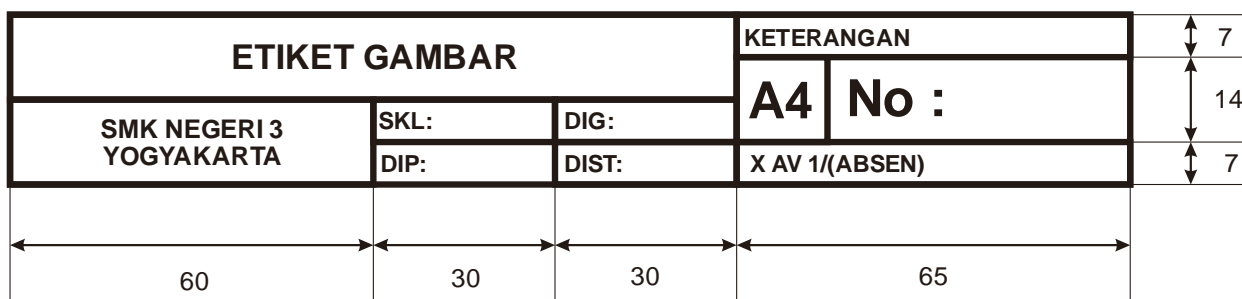 ETIKET GAMBAR
KETERANGAN
7
A4
No :
14
SMK NEGERI 3
YOGYAKARTA
SKL:
DIG:
DIP:
DIST:
X AV 1/(ABSEN)
7
60
30
30
65